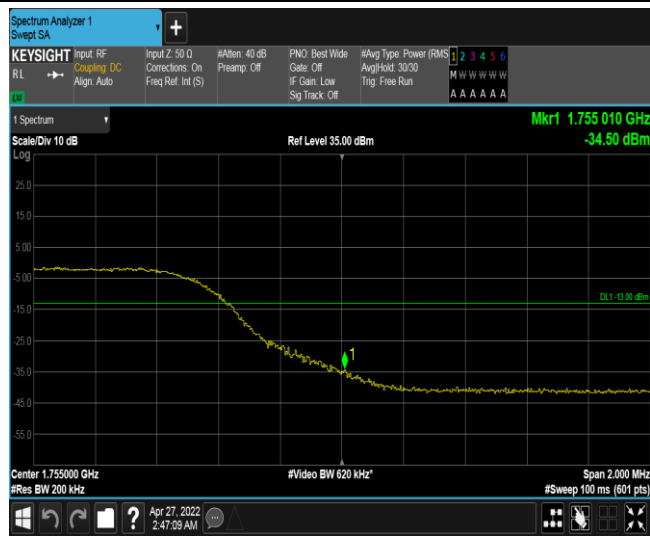 Spectrum Analyzer 1
Swept SA
+
KEYSIGHT Input: RF Input Z: 50 Ω #Atten: 40 dB PNO: Best Wide #Avg Type: Power (RMS 1 2 3 4 5 6
RL Coupling: DC Corrections: On Preamp: Off Gate: Off Avg|Hold: 30/30 M W W W W W
Align: Auto Freq Ref: Int (S) IF Gain: Low Trig: Free Run
Sig Track: Off A A A A A A
1 Spectrum Mkr1 1.755 010 GHz
Scale/Div 10 dB Ref Level 35.00 dBm -34.50 dBm
Log
25.0
15.0
5.00
-5.00
DL1 -13.00 dBm
-15.0
-25.0
1
-35.0
-45.0
-55.0
Center 1.755000 GHz #Video BW 620 kHz* Span 2.000 MHz
#Res BW 200 kHz #Sweep 100 ms (601 pts)
? Apr 27, 2022
2:47:09 AM